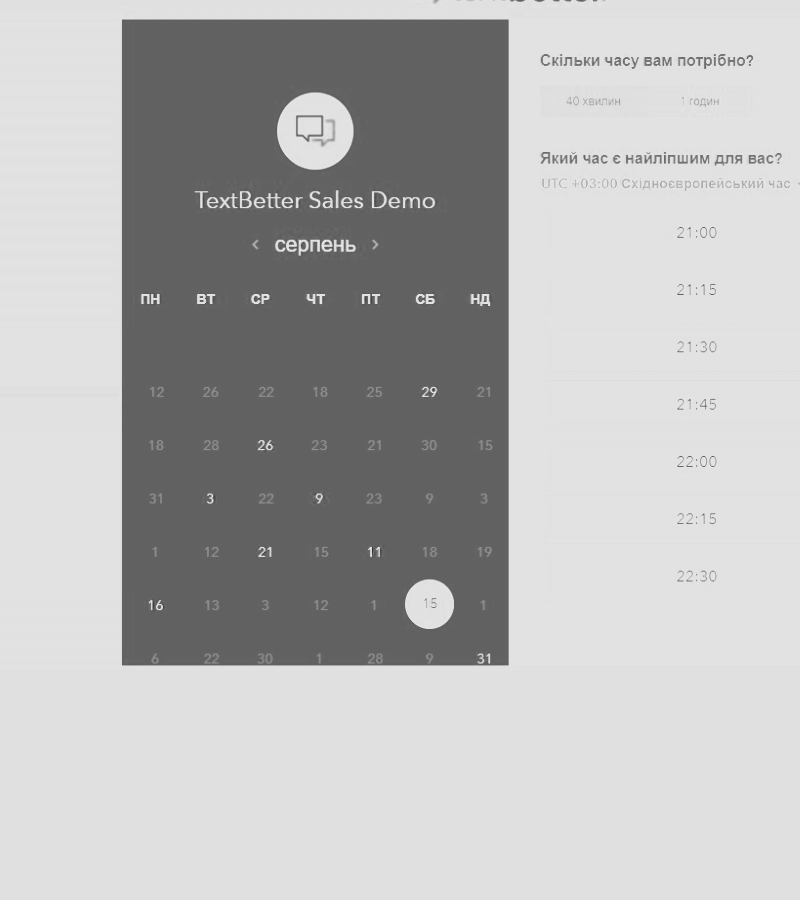 TextBetter Sales Demo
< серпень >
ПН ВТ СР ЧТ ПТ СБ НД
12 26 22 18 25 29 21
18 28 26 23 21 30 15
31 3 22 9 23 9 3
1 12 21 15 11 18 19
16 13 3 12 1 15 1
6 22 30 1 28 9 31
Скільки часу вам потрібно?
40 хвилин 1 годин
Який час є найліпшим для вас?
UTC +03:00 Східноєвропейський час
21:00
21:15
21:30
21:45
22:00
22:15
22:30